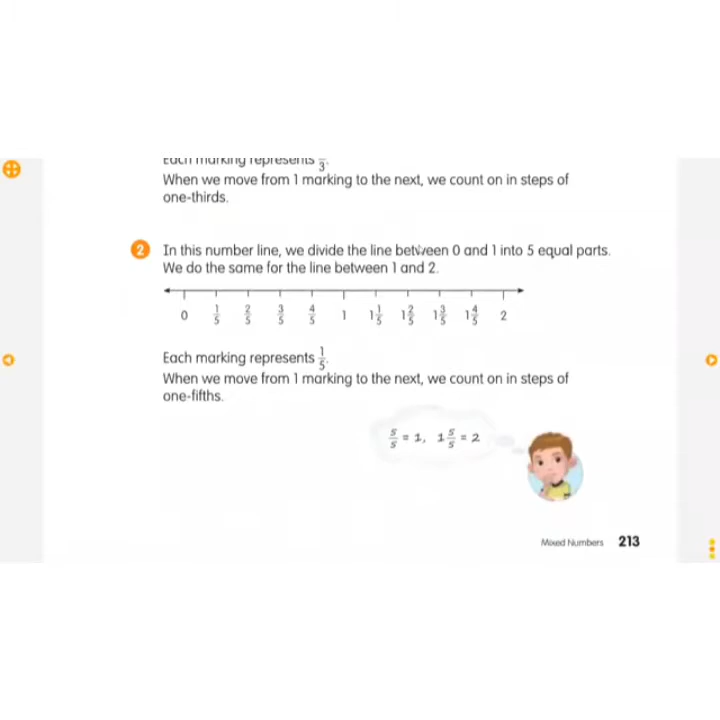 Each marking represents 1/3.
When we move from 1 marking to the next, we count on in steps of
one-thirds.
2 In this number line, we divide the line between 0 and 1 into 5 equal parts.
We do the same for the line between 1 and 2.
0 1/5 2/5 3/5 4/5 1 1 1/5 1 2/5 1 3/5 1 4/5 2
Each marking represents 1/5.
When we move from 1 marking to the next, we count on in steps of
one-fifths.
5/5 = 1, 1 5/5 = 2
Mixed Numbers 213